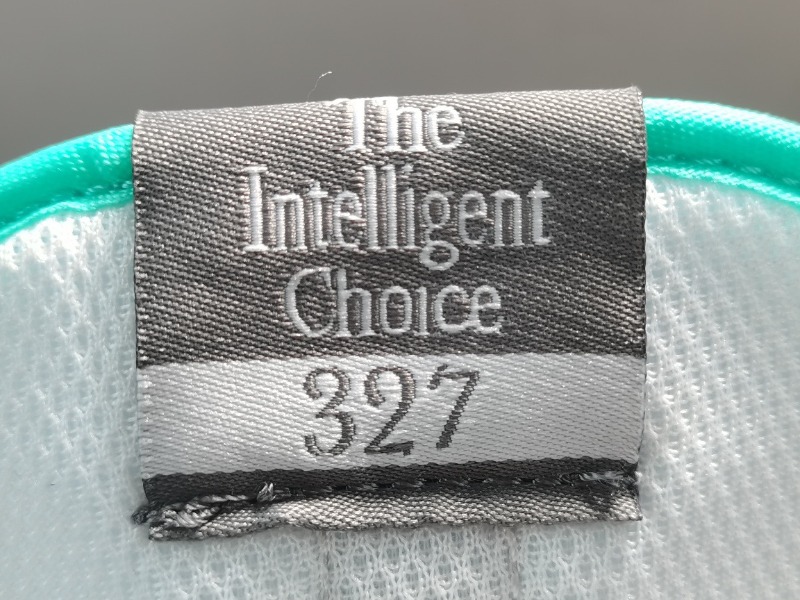 The
Intelligent
Choice
327